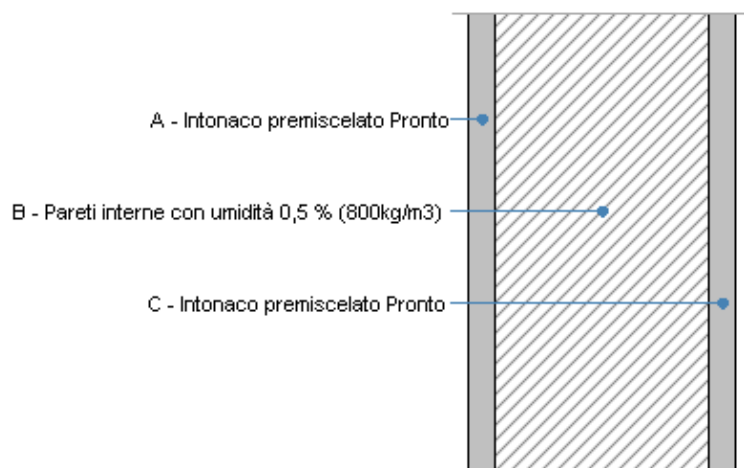 A - Intonaco premiscelato Pronto
B - Pareti interne con umidità 0,5 % (800kg/m3)
C - Intonaco premiscelato Pronto